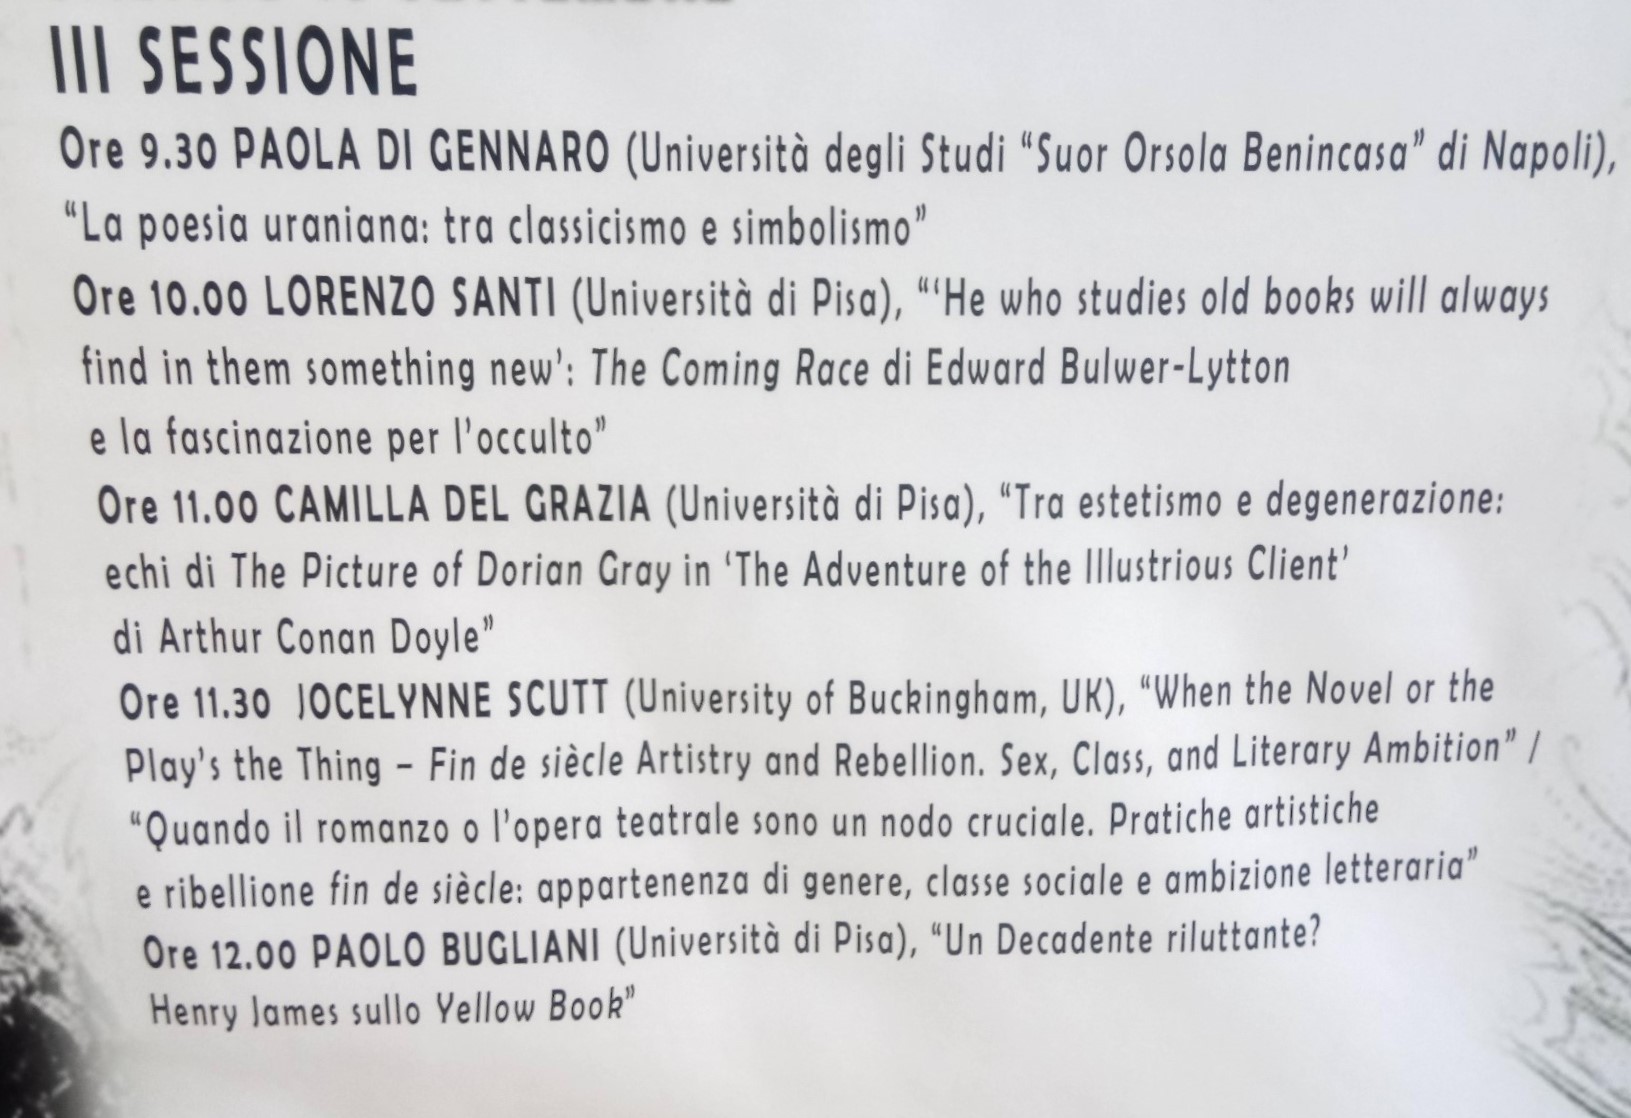 III SESSIONE
Ore 9.30 PAOLA DI GENNARO (Università degli Studi “Suor Orsola Benincasa” di Napoli),
“La poesia uraniana: tra classicismo e simbolismo”
Ore 10.00 LORENZO SANTI (Università di Pisa), “‘He who studies old books will always
find in them something new’: The Coming Race di Edward Bulwer-Lytton
e la fascinazione per l’occulto”
Ore 11.00 CAMILLA DEL GRAZIA (Università di Pisa), “Tra estetismo e degenerazione:
echi di The Picture of Dorian Gray in ‘The Adventure of the Illustrious Client’
di Arthur Conan Doyle”
Ore 11.30 JOCELYNNE SCUTT (University of Buckingham, UK), “When the Novel or the
Play’s the Thing – Fin de siècle Artistry and Rebellion. Sex, Class, and Literary Ambition” /
“Quando il romanzo o l’opera teatrale sono un nodo cruciale. Pratiche artistiche
e ribellione fin de siècle: appartenenza di genere, classe sociale e ambizione letteraria”
Ore 12.00 PAOLO BUGLIANI (Università di Pisa), “Un Decadente riluttante?
Henry James sullo Yellow Book”